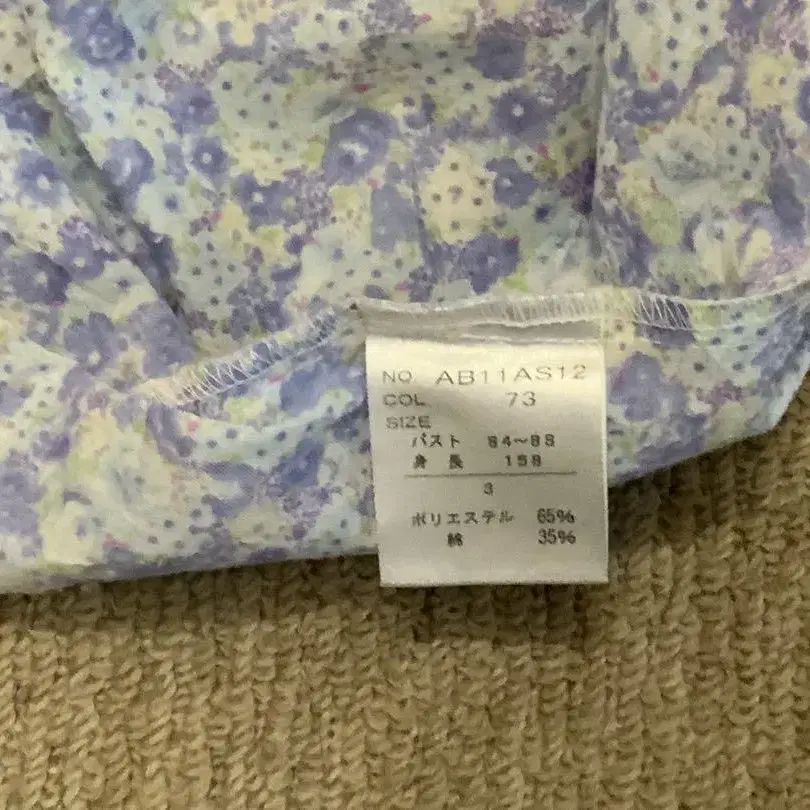 NO AB11AS12
COL 73
SIZE
バスト 84〜88
身長 158
3
ポリエステル 65%
綿 35%